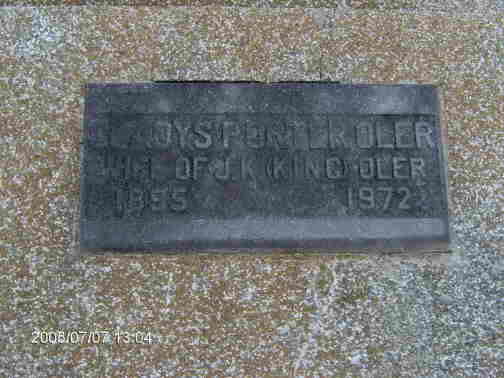 GLADYS PORTER OLER
WIFE OF J.K. (KING) OLER
1895 1972
2008/07/07 13:04